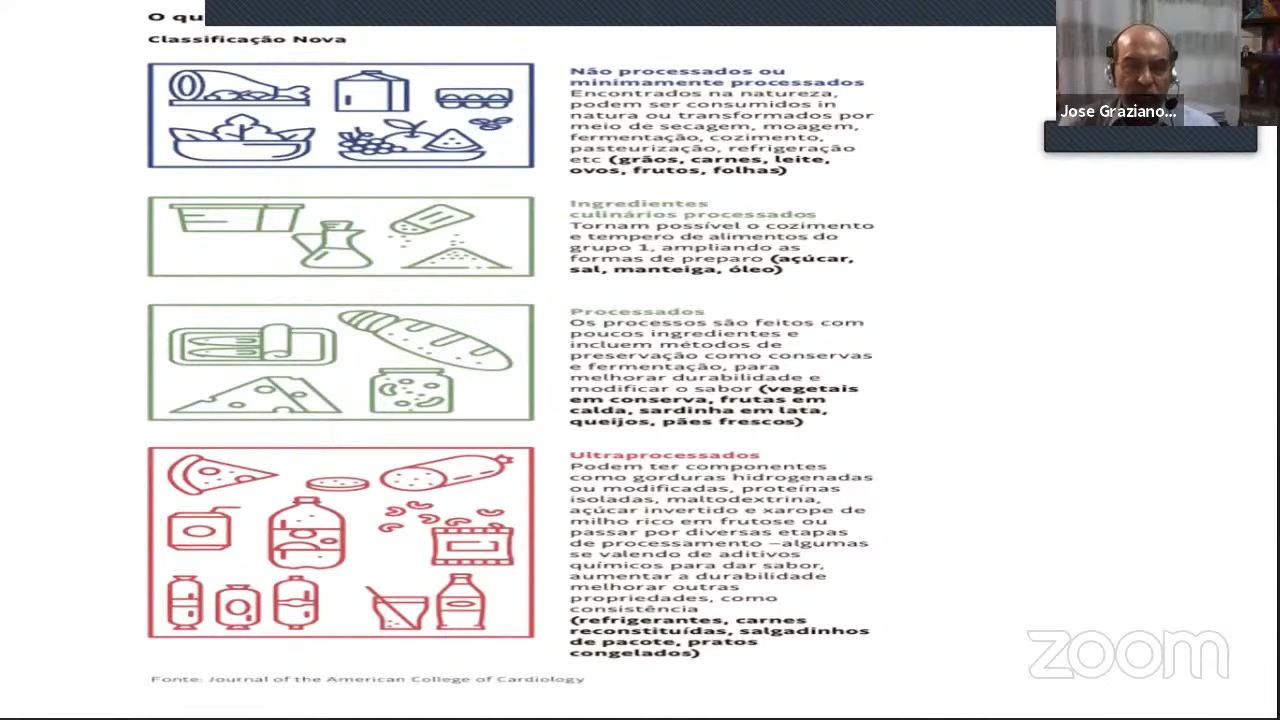 O qu
Classificação Nova
Não processados ou
minimamente processados
Encontrados na natureza,
podem ser consumidos in
natura ou transformados por
meio de secagem, moagem,
fermentação, cozimento,
pasteurização, refrigeração
etc (grãos, carnes, leite,
ovos, frutos, folhas)
Ingredientes
culinários processados
Tornam possível o cozimento
e tempero de alimentos do
grupo 1, ampliando as
formas de preparo (açúcar,
sal, manteiga, óleo)
Processados
Os processos são feitos com
poucos ingredientes e
incluem métodos de
preservação como conservas
e fermentação, para
melhorar durabilidade e
modificar o sabor (vegetais
em conserva, frutas em
calda, sardinha em lata,
queijos, pães frescos)
Ultraprocessados
Podem ter componentes
como gorduras hidrogenadas
ou modificadas, proteínas
isoladas, maltodextrina,
açúcar invertido e xarope de
milho rico em frutose ou
passar por diversas etapas
de processamento —algumas
se valendo de aditivos
químicos para dar sabor,
aumentar a durabilidade
melhorar outras
propriedades, como
consistência
(refrigerantes, carnes
reconstituídas, salgadinhos
de pacote, pratos
congelados)
Fonte: Journal of the American College of Cardiology
Jose Graziano...
zoom